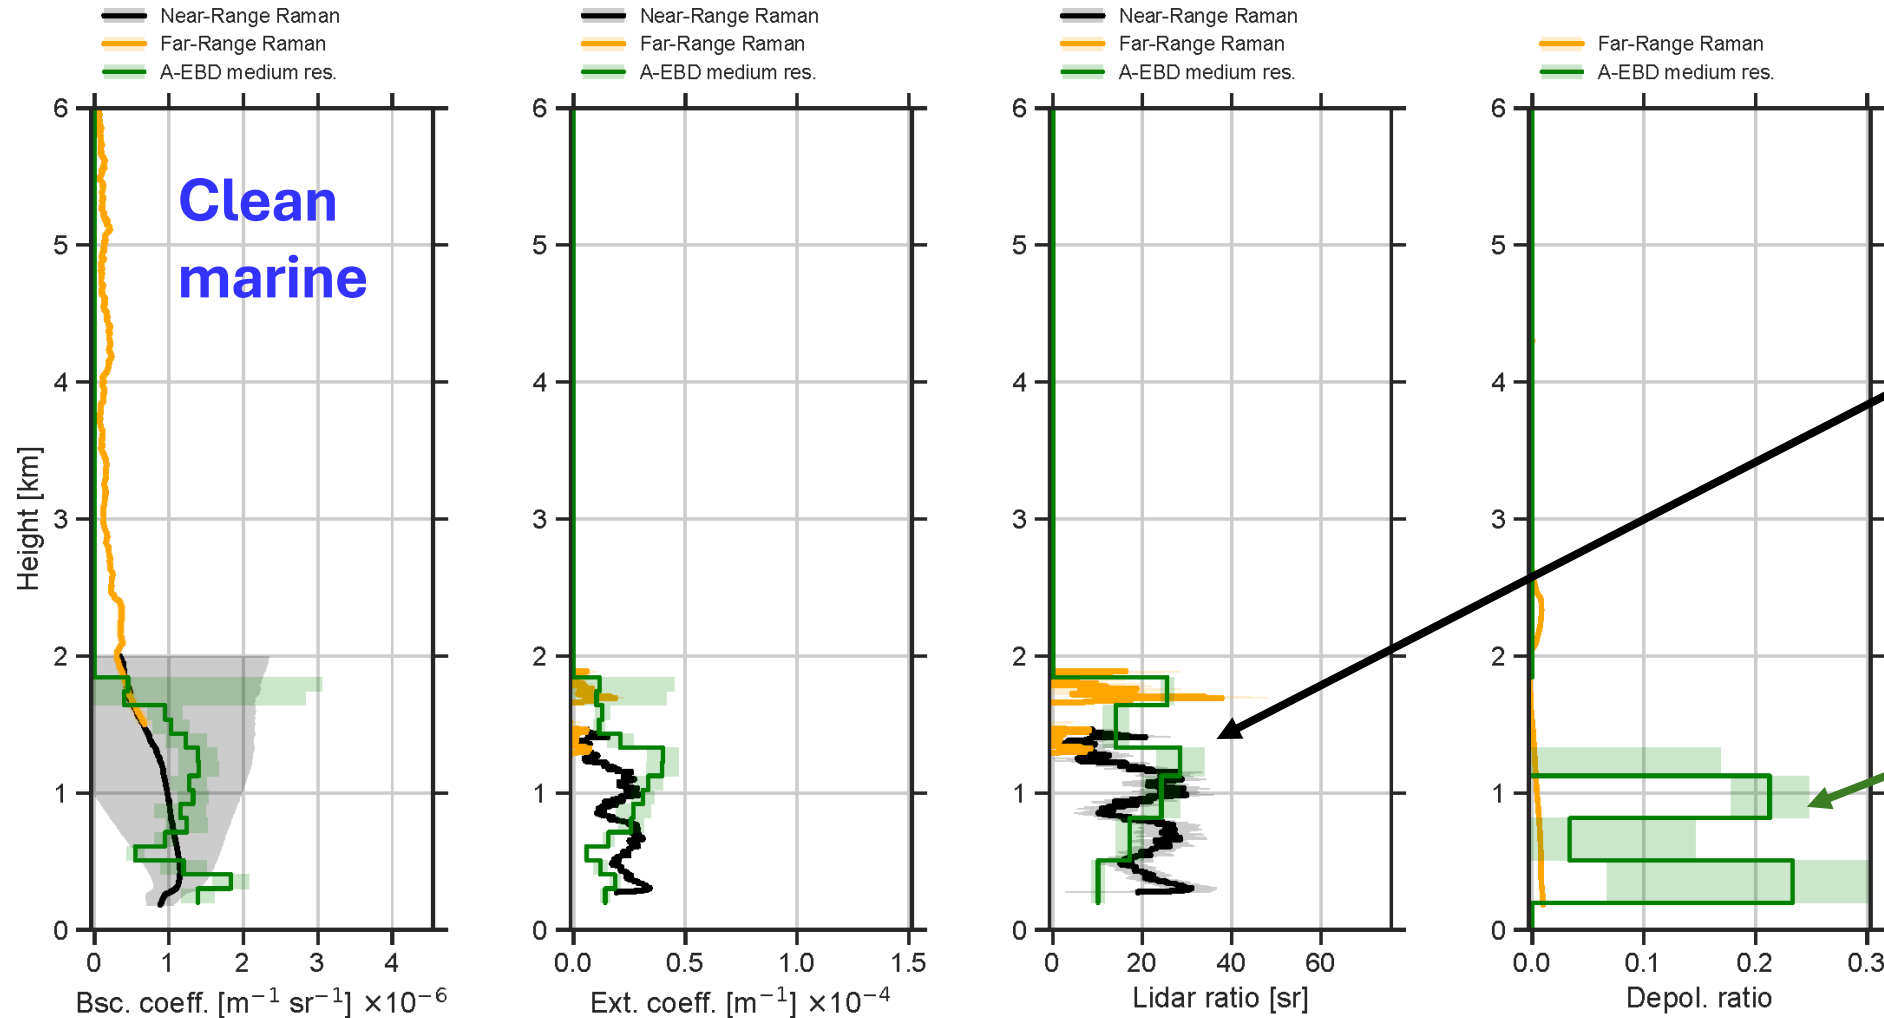 Near-Range Raman
Far-Range Raman
A-EBD medium res.
Near-Range Raman
Far-Range Raman
A-EBD medium res.
Near-Range Raman
Far-Range Raman
A-EBD medium res.
Far-Range Raman
A-EBD medium res.
Clean
marine
Height [km]
6
5
4
3
2
1
0
0 1 2 3 4
Bsc. coeff. [m⁻¹ sr⁻¹] ×10⁻⁶
6
5
4
3
2
1
0
0.0 0.5 1.0 1.5
Ext. coeff. [m⁻¹] ×10⁻⁴
6
5
4
3
2
1
0
0 20 40 60
Lidar ratio [sr]
6
5
4
3
2
1
0
0.0 0.1 0.2 0.3
Depol. ratio